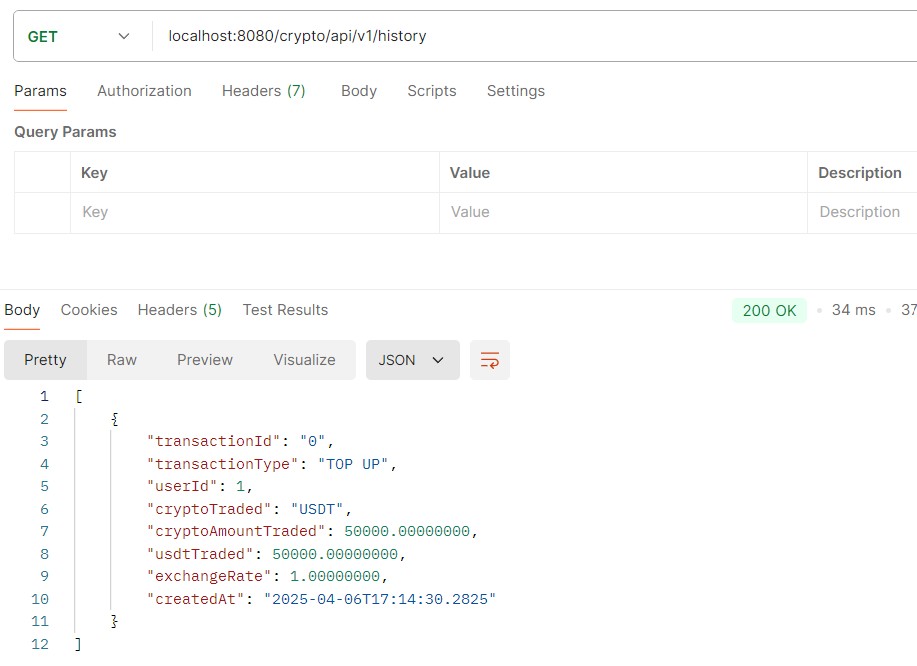 GET localhost:8080/crypto/api/v1/history
Params Authorization Headers (7) Body Scripts Settings
Query Params
Key Value Description
Key Value Description
Body Cookies Headers (5) Test Results 200 OK • 34 ms • 37
Pretty Raw Preview Visualize JSON
1 [
2 {
3 "transactionId": "0",
4 "transactionType": "TOP UP",
5 "userId": 1,
6 "cryptoTraded": "USDT",
7 "cryptoAmountTraded": 50000.00000000,
8 "usdtTraded": 50000.00000000,
9 "exchangeRate": 1.00000000,
10 "createdAt": "2025-04-06T17:14:30.2825"
11 }
12 ]